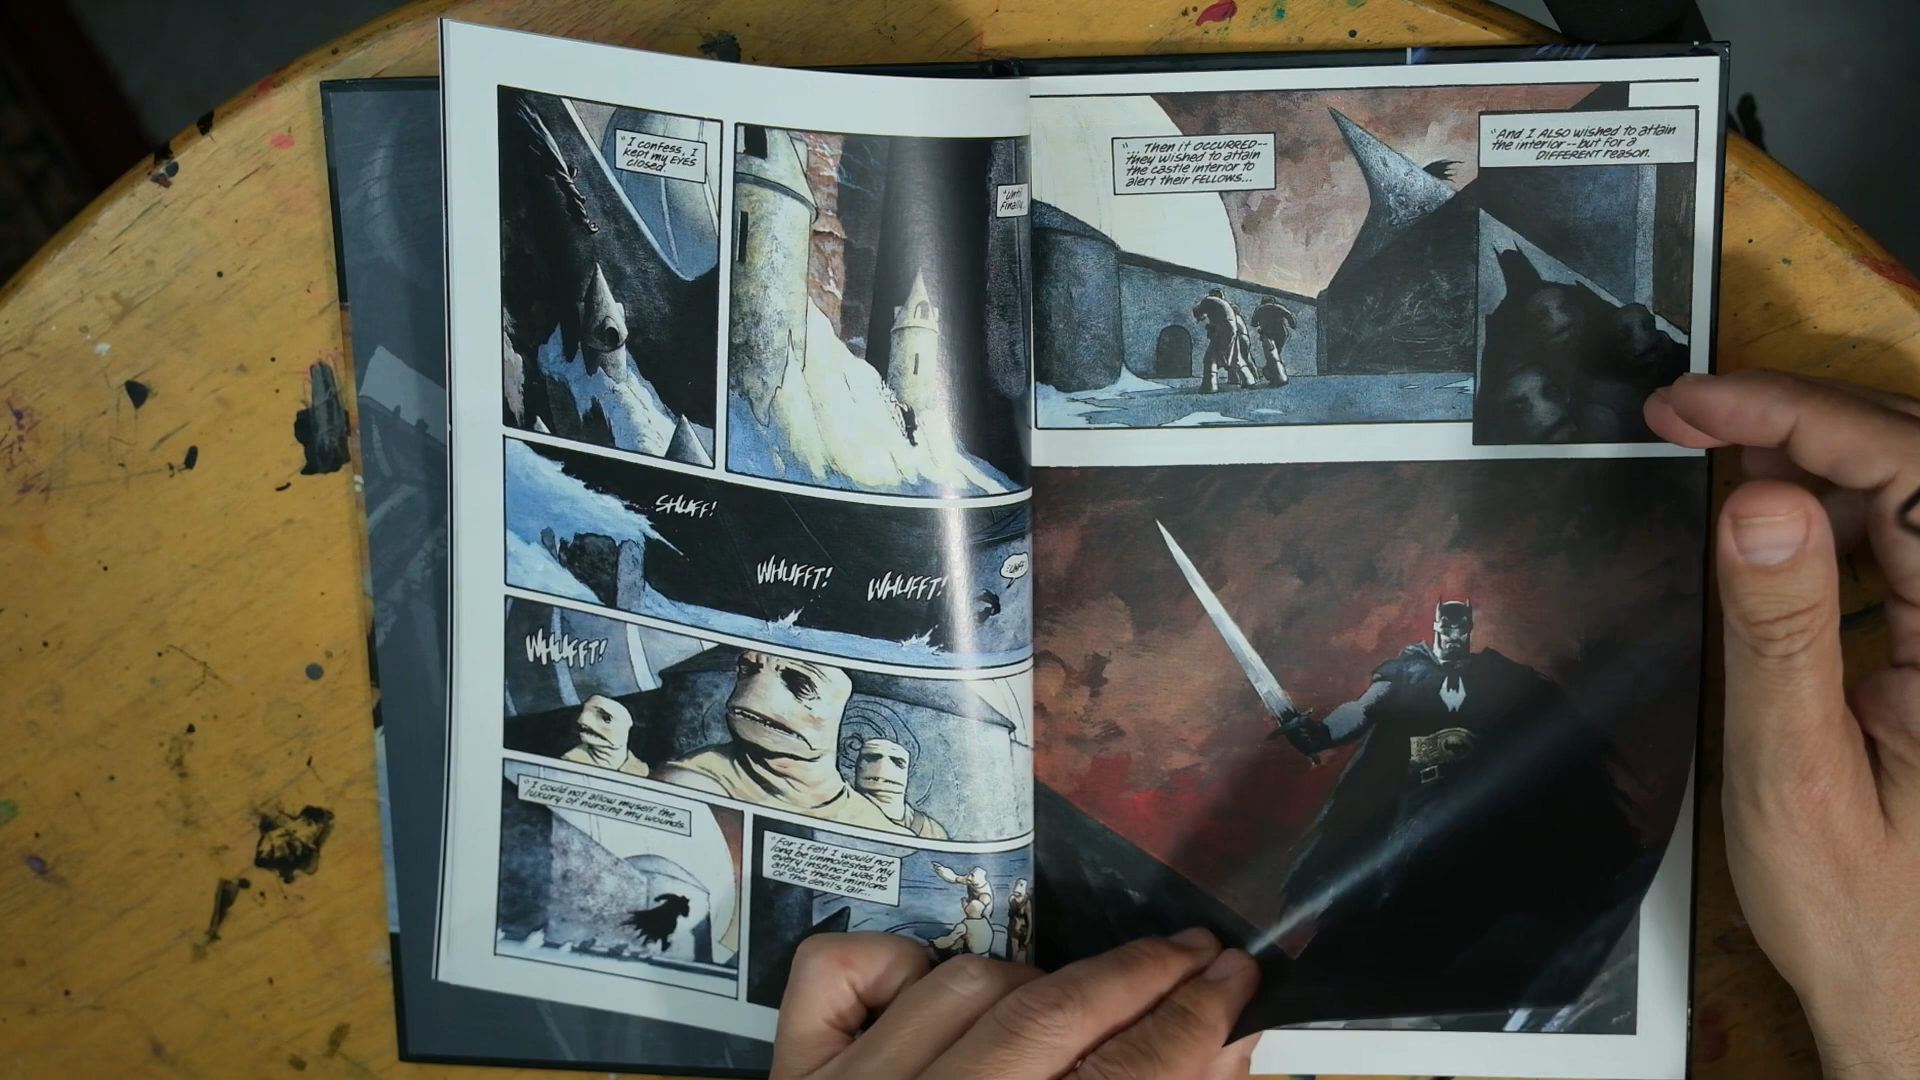 "I confess, I
kept my EYES
closed.
"Until
finally...
SHUFF!
WHUFFT!
WHUFFT!
WHUFFT!
"I could not allow myself the
luxury of nursing my wounds.
"For I felt I would not
long be unmolested. My
every instinct was to
attack these minions
of the devil's lair...
"... Then it OCCURRED--
they wished to attain
the castle interior to
alert their FELLOWS...
"And I ALSO wished to attain
the interior--but for a
DIFFERENT reason.